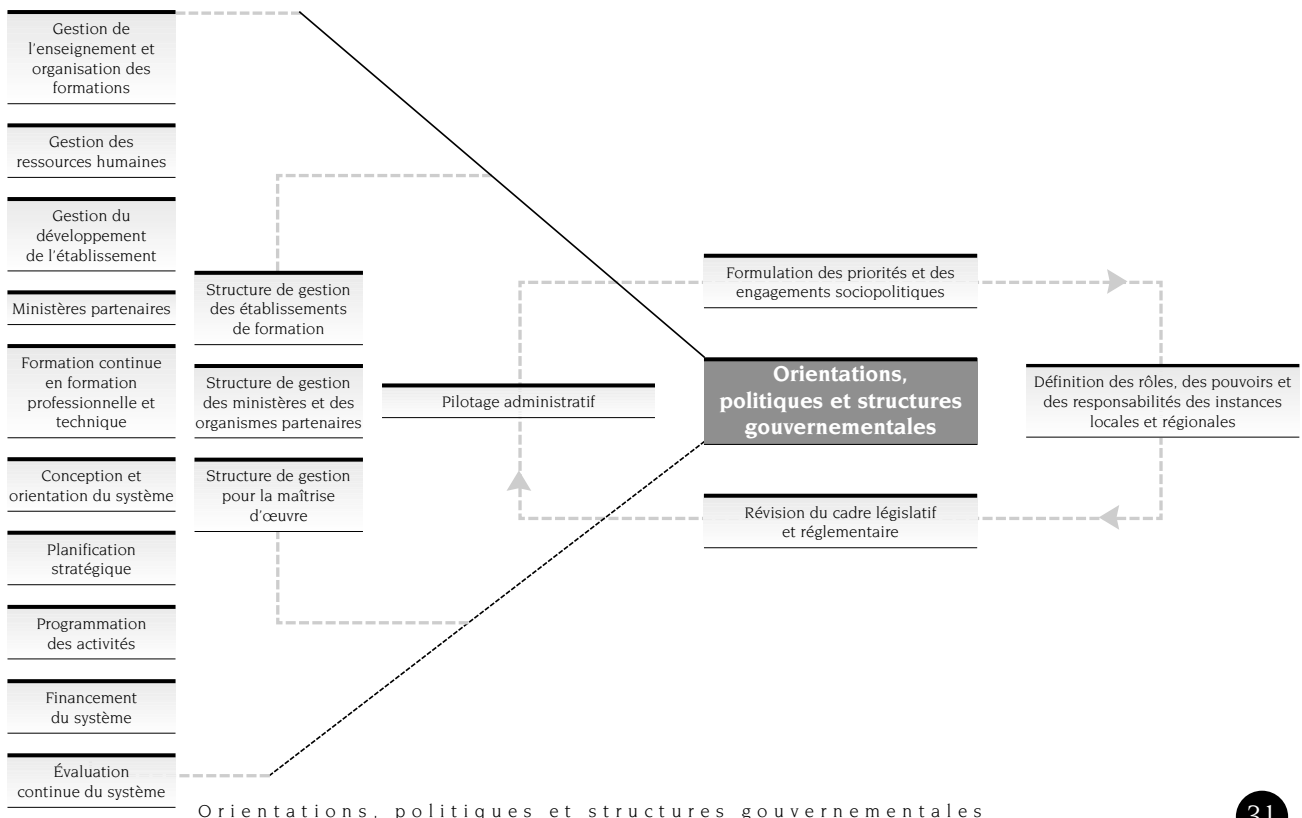 Gestion de
l'enseignement et
organisation des
formations
Gestion des
ressources humaines
Gestion du
développement
de l'établissement
Ministères partenaires
Formation continue
en formation
professionnelle et
technique
Conception et
orientation du système
Planification
stratégique
Programmation
des activités
Financement
du système
Évaluation
continue du système
Structure de gestion
des établissements
de formation
Structure de gestion
des ministères et des
organismes partenaires
Structure de gestion
pour la maîtrise
d'œuvre
Pilotage administratif
Formulation des priorités et des
engagements sociopolitiques
Orientations,
politiques et structures
gouvernementales
Révision du cadre législatif
et réglementaire
Définition des rôles, des pouvoirs et
des responsabilités des instances
locales et régionales
Orientations, politiques et structures gouvernementales
31